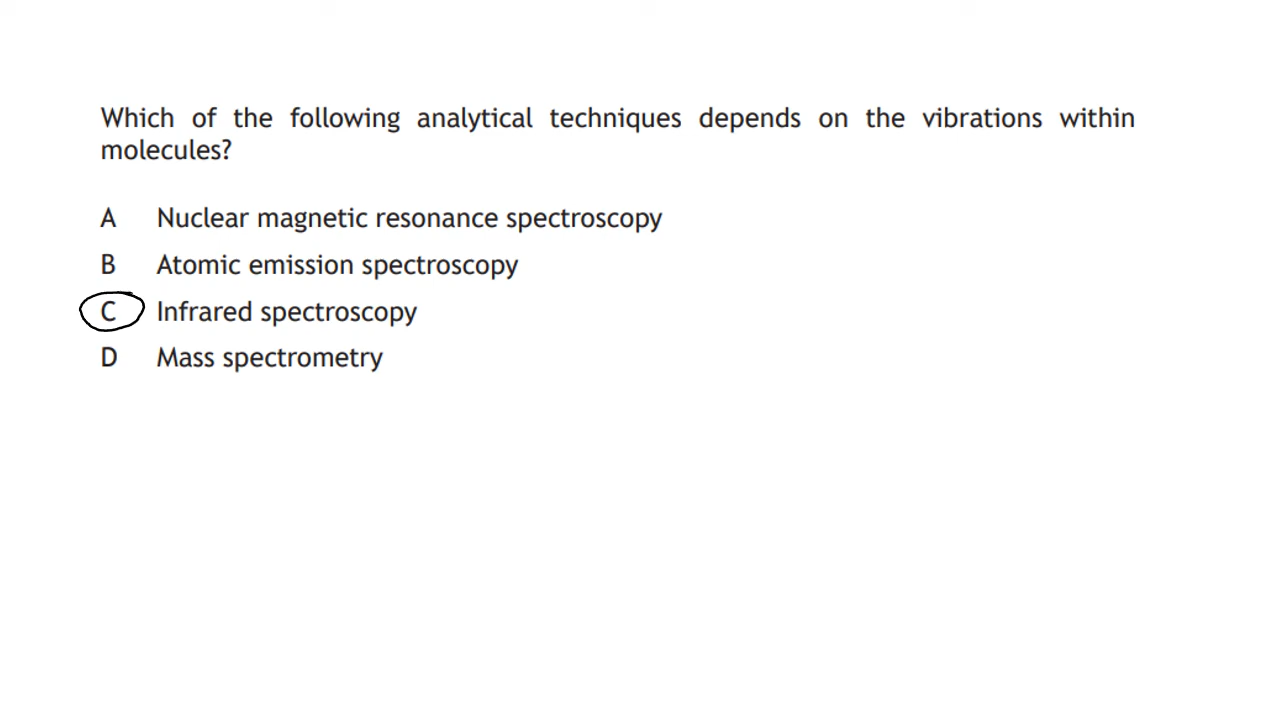 Which of the following analytical techniques depends on the vibrations within
molecules?
A Nuclear magnetic resonance spectroscopy
B Atomic emission spectroscopy
C Infrared spectroscopy
D Mass spectrometry